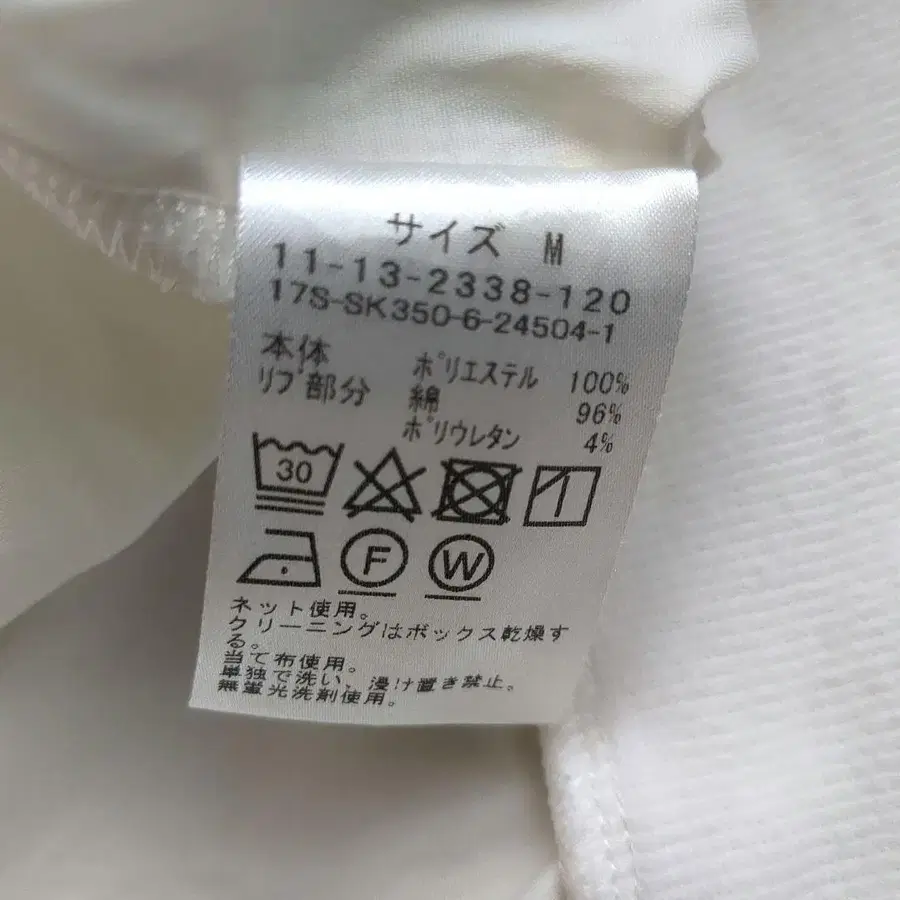 サイズ M
11-13-2338-120
17S-SK350-6-24504-1
本体 ポリエステル 100%
リブ部分 綿 96%
ポリウレタン 4%
30
F W
ネット使用。
クリーニングはボックス乾燥す
る。
当て布使用。
単独で洗い、浸け置き禁止。
無蛍光洗剤使用。